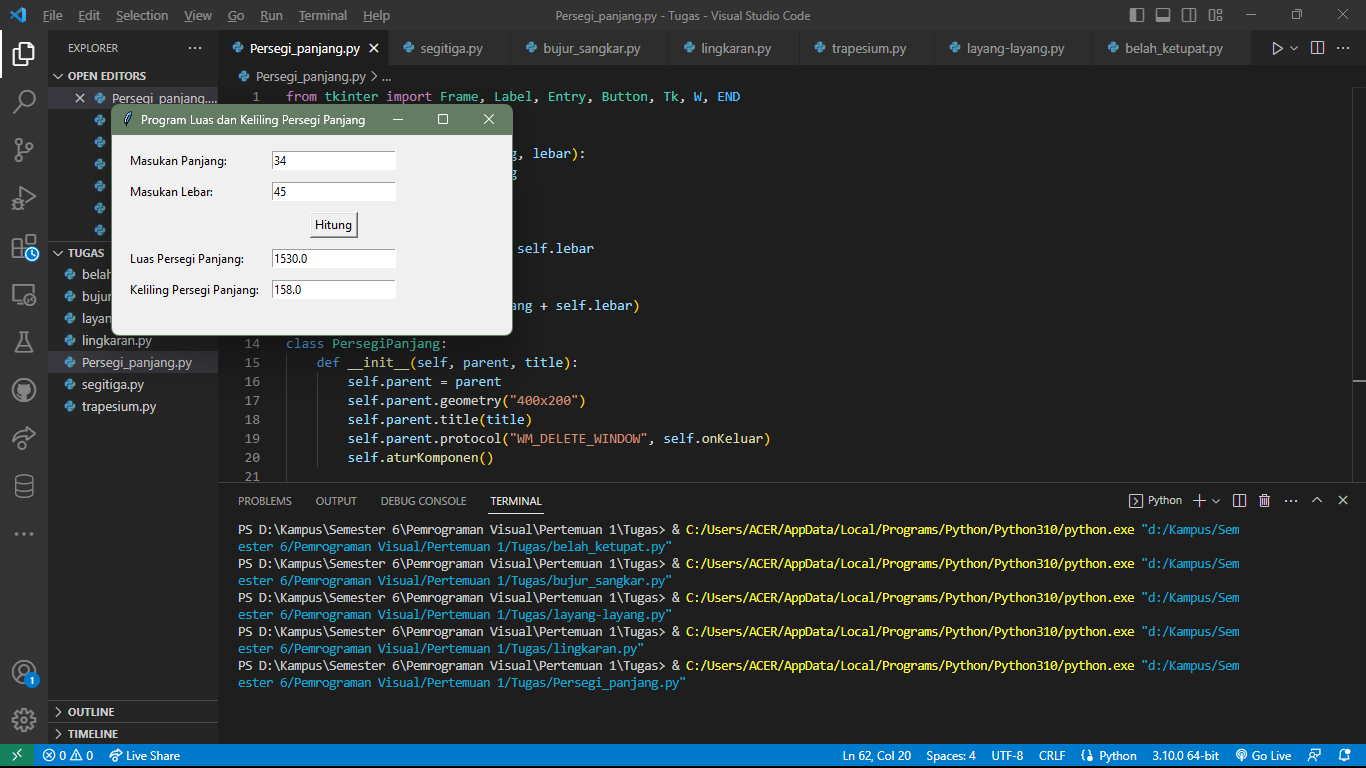 File Edit Selection View Go Run Terminal Help Persegi_panjang.py - Tugas - Visual Studio Code
EXPLORER
OPEN EDITORS
Persegi_panjang....
TUGAS
belah
bujur
layan
lingkaran.py
Persegi_panjang.py
segitiga.py
trapesium.py
OUTLINE
TIMELINE
Persegi_panjang.py segitiga.py bujur_sangkar.py lingkaran.py trapesium.py layang-layang.py belah_ketupat.py
Persegi_panjang.py > ...
1 from tkinter import Frame, Label, Entry, Button, Tk, W, END
g, lebar):
g
self.lebar
ang + self.lebar)
14 class PersegiPanjang:
15 def __init__(self, parent, title):
16 self.parent = parent
17 self.parent.geometry("400x200")
18 self.parent.title(title)
19 self.parent.protocol("WM_DELETE_WINDOW", self.onKeluar)
20 self.aturKomponen()
21
Program Luas dan Keliling Persegi Panjang
Masukan Panjang: 34
Masukan Lebar: 45
Hitung
Luas Persegi Panjang: 1530.0
Keliling Persegi Panjang: 158.0
PROBLEMS OUTPUT DEBUG CONSOLE TERMINAL Python
PS D:\Kampus\Semester 6\Pemrograman Visual\Pertemuan 1\Tugas> & C:/Users/ACER/AppData/Local/Programs/Python/Python310/python.exe "d:/Kampus/Sem
ester 6/Pemrograman Visual/Pertemuan 1/Tugas/belah_ketupat.py"
PS D:\Kampus\Semester 6\Pemrograman Visual\Pertemuan 1\Tugas> & C:/Users/ACER/AppData/Local/Programs/Python/Python310/python.exe "d:/Kampus/Sem
ester 6/Pemrograman Visual/Pertemuan 1/Tugas/bujur_sangkar.py"
PS D:\Kampus\Semester 6\Pemrograman Visual\Pertemuan 1\Tugas> & C:/Users/ACER/AppData/Local/Programs/Python/Python310/python.exe "d:/Kampus/Sem
ester 6/Pemrograman Visual/Pertemuan 1/Tugas/layang-layang.py"
PS D:\Kampus\Semester 6\Pemrograman Visual\Pertemuan 1\Tugas> & C:/Users/ACER/AppData/Local/Programs/Python/Python310/python.exe "d:/Kampus/Sem
ester 6/Pemrograman Visual/Pertemuan 1/Tugas/lingkaran.py"
PS D:\Kampus\Semester 6\Pemrograman Visual\Pertemuan 1\Tugas> & C:/Users/ACER/AppData/Local/Programs/Python/Python310/python.exe "d:/Kampus/Sem
ester 6/Pemrograman Visual/Pertemuan 1/Tugas/Persegi_panjang.py"
1
0 0 Live Share Ln 62, Col 20 Spaces: 4 UTF-8 CRLF Python 3.10.0 64-bit Go Live